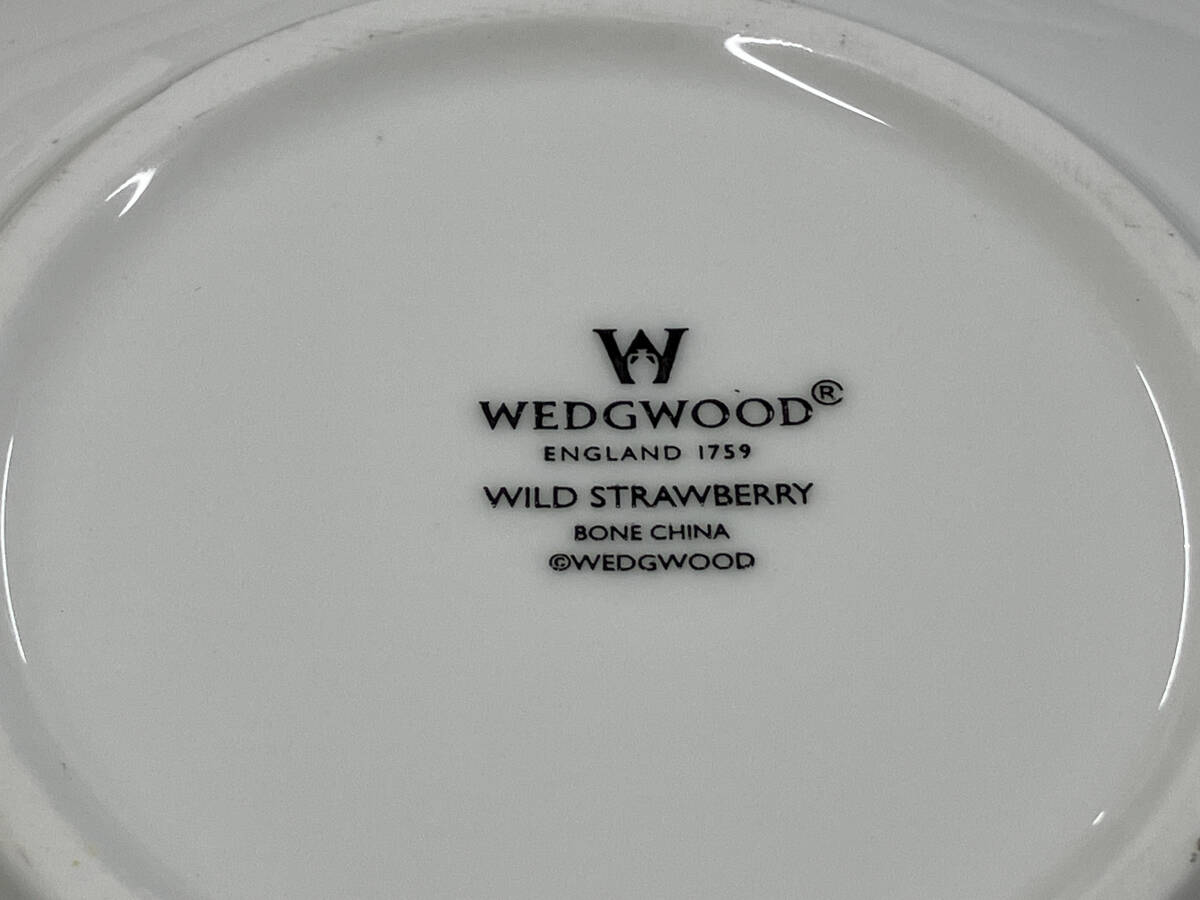 W
WEDGWOOD®
ENGLAND 1759
WILD STRAWBERRY
BONE CHINA
©WEDGWOOD